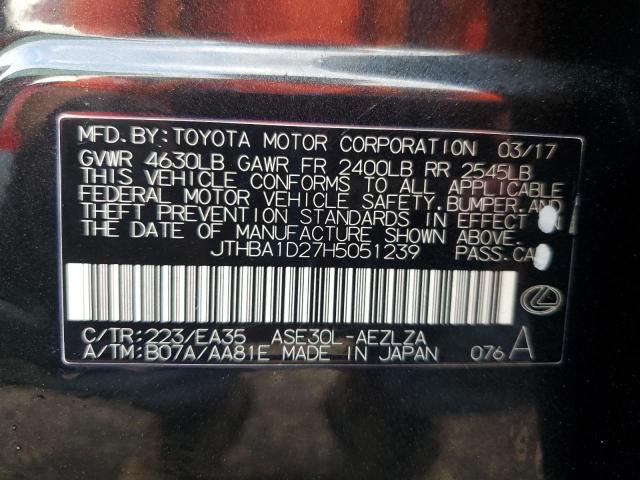 MFD.BY:TOYOTA MOTOR CORPORATION 03/17
GVWR 4630LB GAWR FR 2400LB RR 2545LB
THIS VEHICLE CONFORMS TO ALL APPLICABLE
FEDERAL MOTOR VEHICLE SAFETY,BUMPER,AND
THEFT PREVENTION STANDARDS IN EFFECT ON
THE DATE OF MANUFACTURE SHOWN ABOVE.
JTHBA1D27H5051239 PASS.CAR
C/TR:223/EA35 ASE30L-AEZLZA
A/TM:B07A/AA81E MADE IN JAPAN 076A